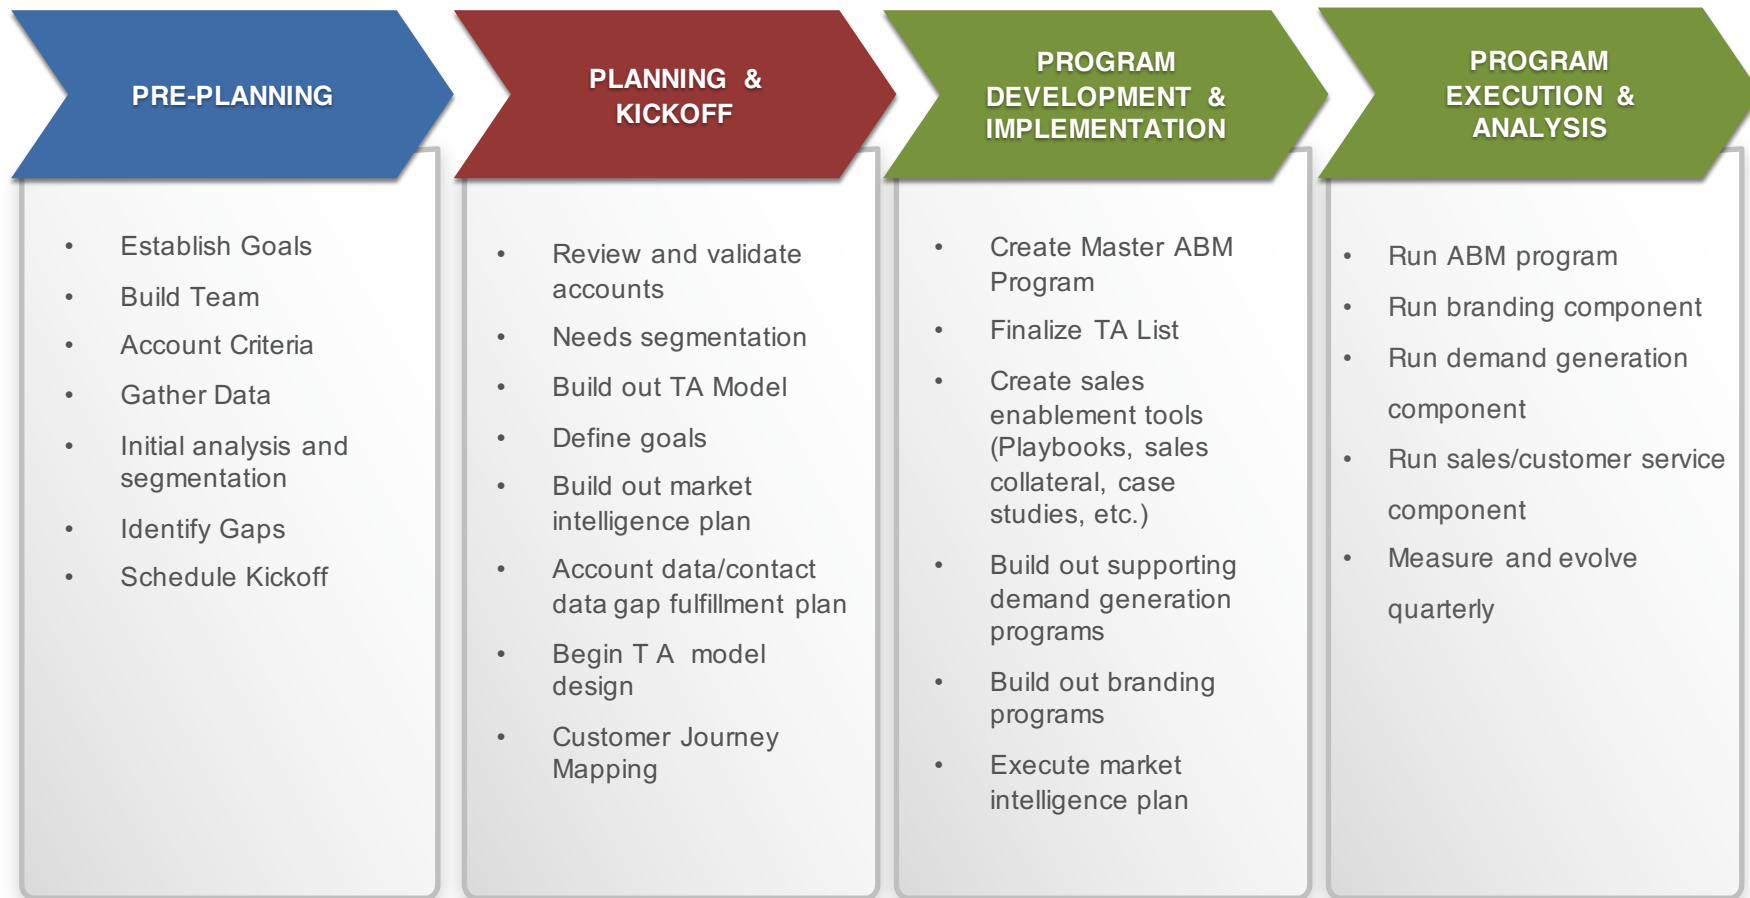 PRE-PLANNING
• Establish Goals
• Build Team
• Account Criteria
• Gather Data
• Initial analysis and
segmentation
• Identify Gaps
• Schedule Kickoff
PLANNING &
KICKOFF
• Review and validate
accounts
• Needs segmentation
• Build out TA Model
• Define goals
• Build out market
intelligence plan
• Account data/contact
data gap fulfillment plan
• Begin T A model
design
• Customer Journey
Mapping
PROGRAM
DEVELOPMENT &
IMPLEMENTATION
• Create Master ABM
Program
• Finalize TA List
• Create sales
enablement tools
(Playbooks, sales
collateral, case
studies, etc.)
• Build out supporting
demand generation
programs
• Build out branding
programs
• Execute market
intelligence plan
PROGRAM
EXECUTION &
ANALYSIS
• Run ABM program
• Run branding component
• Run demand generation
component
• Run sales/customer service
component
• Measure and evolve
quarterly